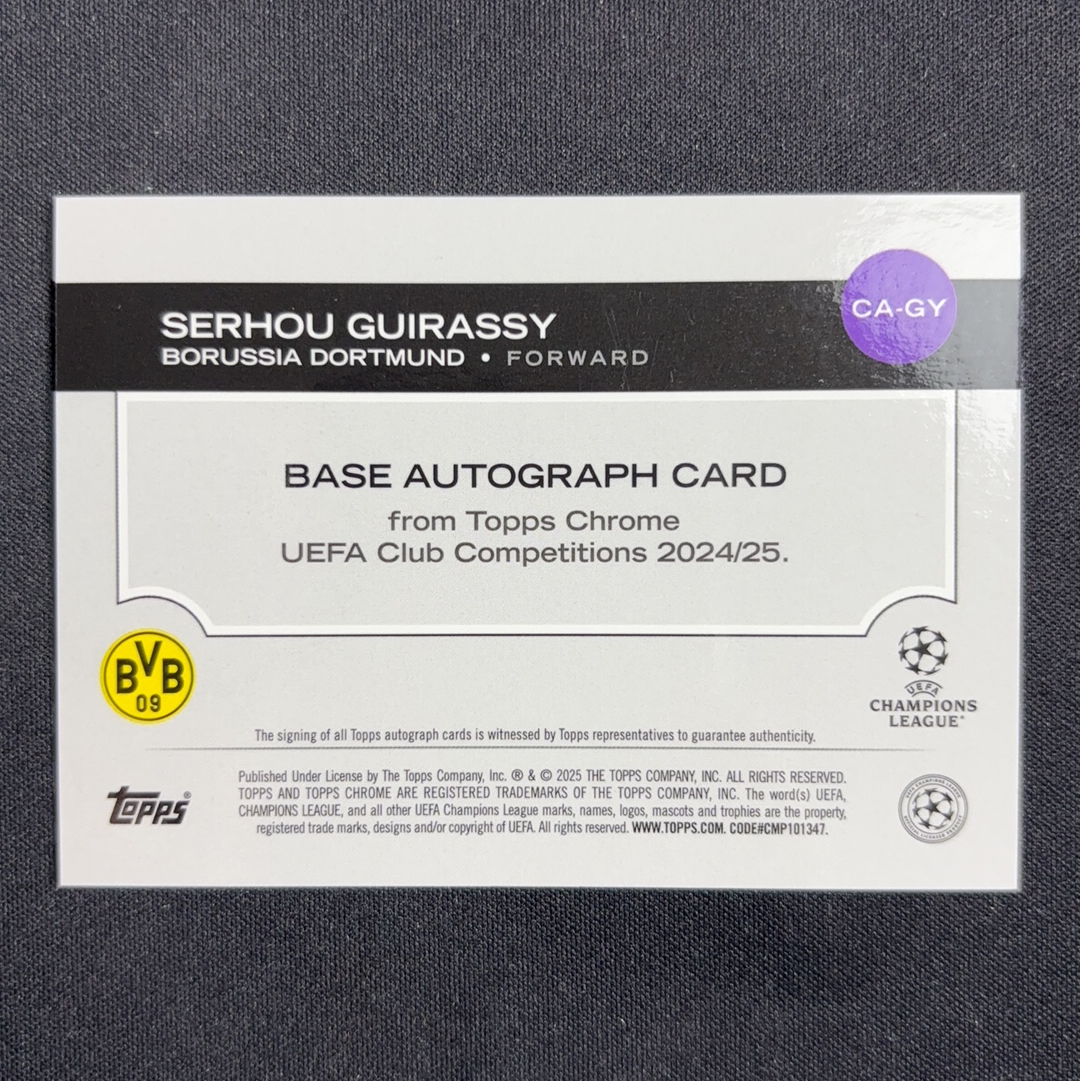 SERHOU GUIRASSY
BORUSSIA DORTMUND • FORWARD
CA-GY
BASE AUTOGRAPH CARD
from Topps Chrome
UEFA Club Competitions 2024/25.
BVB
09
UEFA
CHAMPIONS
LEAGUE®
The signing of all Topps autograph cards is witnessed by Topps representatives to guarantee authenticity.
topps®
Published Under License by The Topps Company, Inc. ® & © 2025 THE TOPPS COMPANY, INC. ALL RIGHTS RESERVED.
TOPPS AND TOPPS CHROME ARE REGISTERED TRADEMARKS OF THE TOPPS COMPANY, INC. The word(s) UEFA,
CHAMPIONS LEAGUE, and all other UEFA Champions League marks, names, logos, mascots and trophies are the property,
registered trade marks, designs and/or copyright of UEFA. All rights reserved. WWW.TOPPS.COM. CODE#CMP101347.